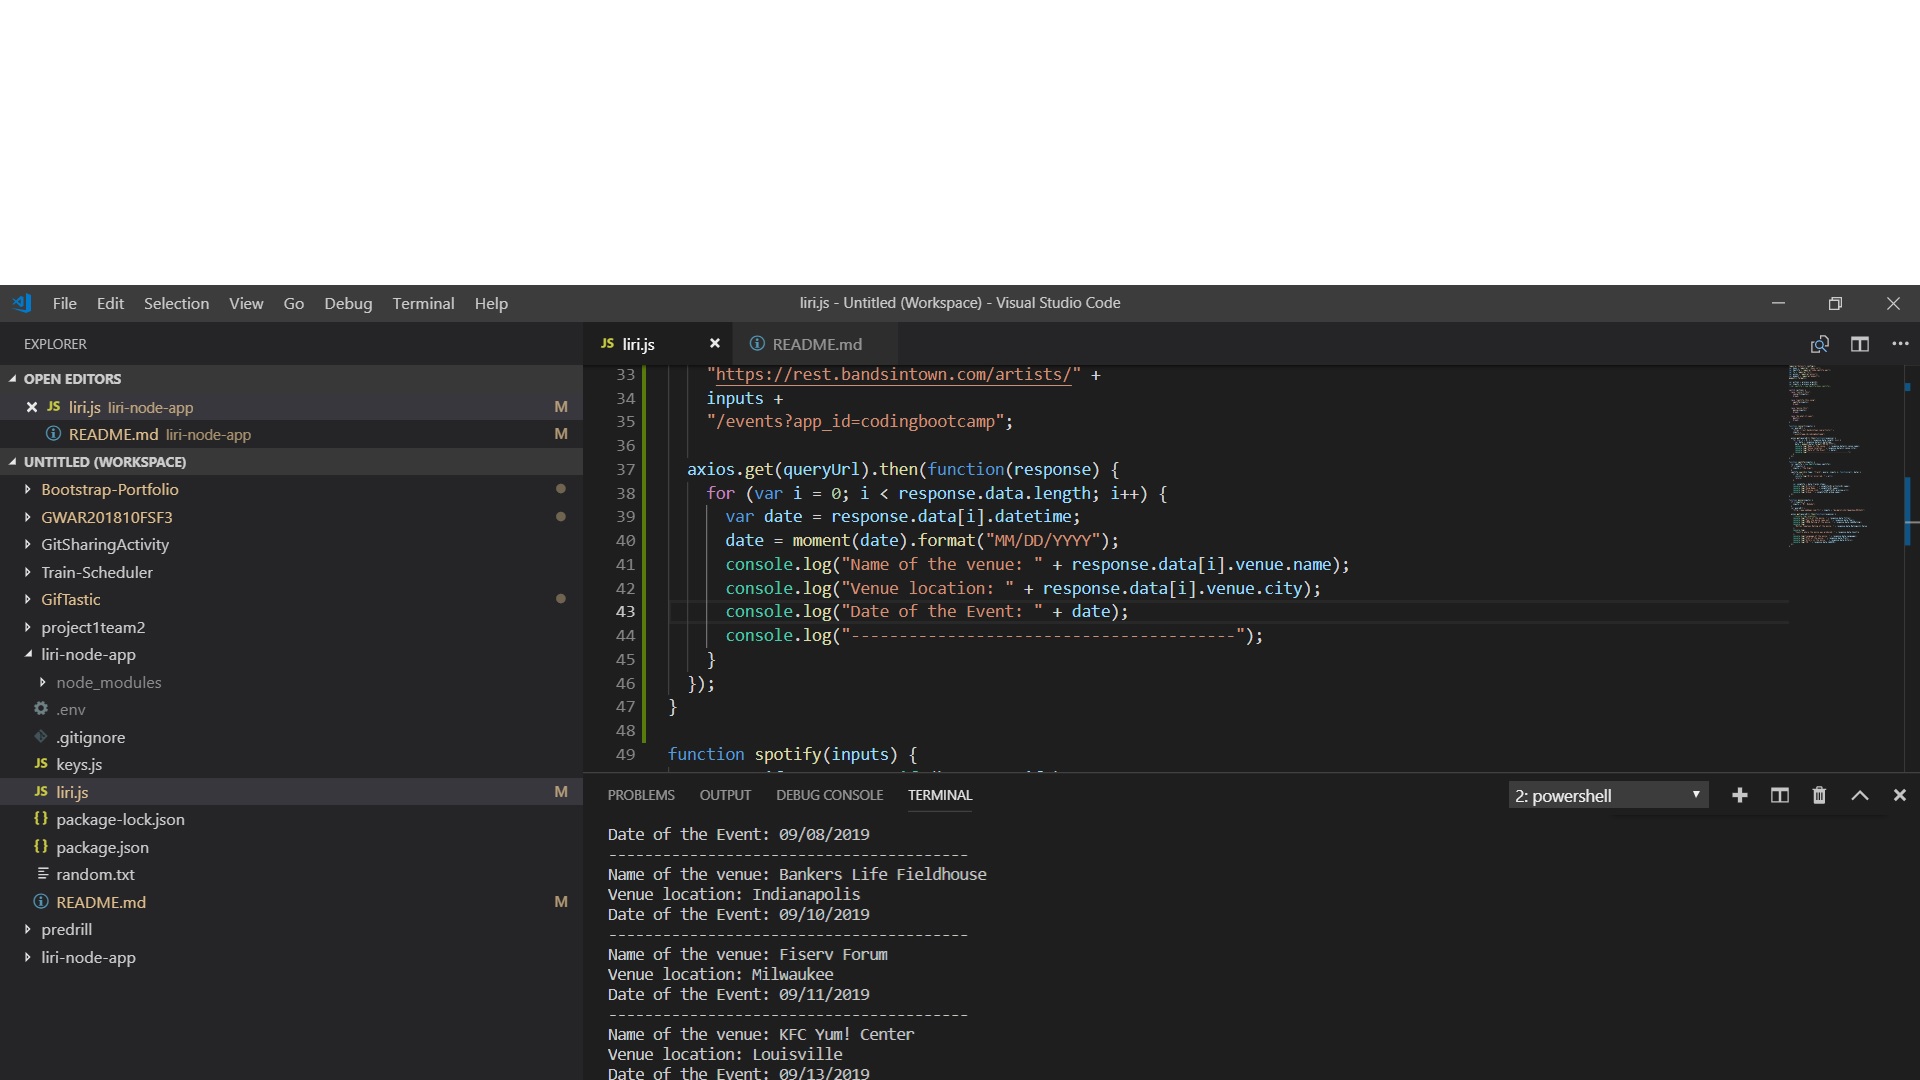 File Edit Selection View Go Debug Terminal Help
liri.js - Untitled (Workspace) - Visual Studio Code
EXPLORER
OPEN EDITORS
JS liri.js liri-node-app M
README.md liri-node-app M
UNTITLED (WORKSPACE)
Bootstrap-Portfolio
GWAR201810FSF3
GitSharingActivity
Train-Scheduler
GifTastic
project1team2
liri-node-app
node_modules
.env
.gitignore
JS keys.js
JS liri.js M
{} package-lock.json
{} package.json
random.txt
README.md M
predrill
liri-node-app
JS liri.js
README.md
33 "https://rest.bandsintown.com/artists/" +
34 inputs +
35 "/events?app_id=codingbootcamp";
36
37 axios.get(queryUrl).then(function(response) {
38 for (var i = 0; i < response.data.length; i++) {
39 var date = response.data[i].datetime;
40 date = moment(date).format("MM/DD/YYYY");
41 console.log("Name of the venue: " + response.data[i].venue.name);
42 console.log("Venue location: " + response.data[i].venue.city);
43 console.log("Date of the Event: " + date);
44 console.log("----------------------------------------");
45 }
46 });
47 }
48
49 function spotify(inputs) {
PROBLEMS OUTPUT DEBUG CONSOLE TERMINAL
2: powershell
Date of the Event: 09/08/2019
----------------------------------------
Name of the venue: Bankers Life Fieldhouse
Venue location: Indianapolis
Date of the Event: 09/10/2019
----------------------------------------
Name of the venue: Fiserv Forum
Venue location: Milwaukee
Date of the Event: 09/11/2019
----------------------------------------
Name of the venue: KFC Yum! Center
Venue location: Louisville
Date of the Event: 09/13/2019